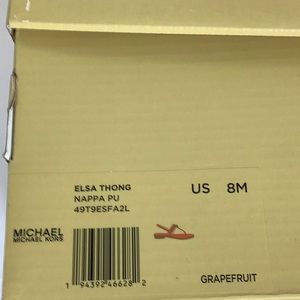 ELSA THONG
NAPPA PU
49T9ESFA2L
US 8M
MICHAEL
MICHAEL KORS
1 94392 46628 2
GRAPEFRUIT